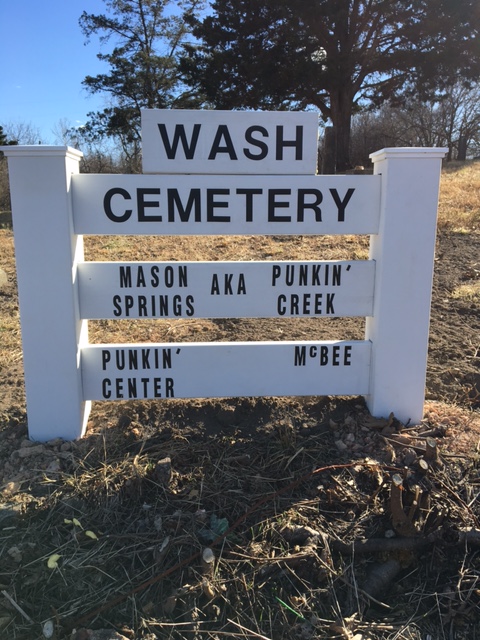 WASH
CEMETERY
MASON AKA PUNKIN'
SPRINGS CREEK
PUNKIN' McBEE
CENTER